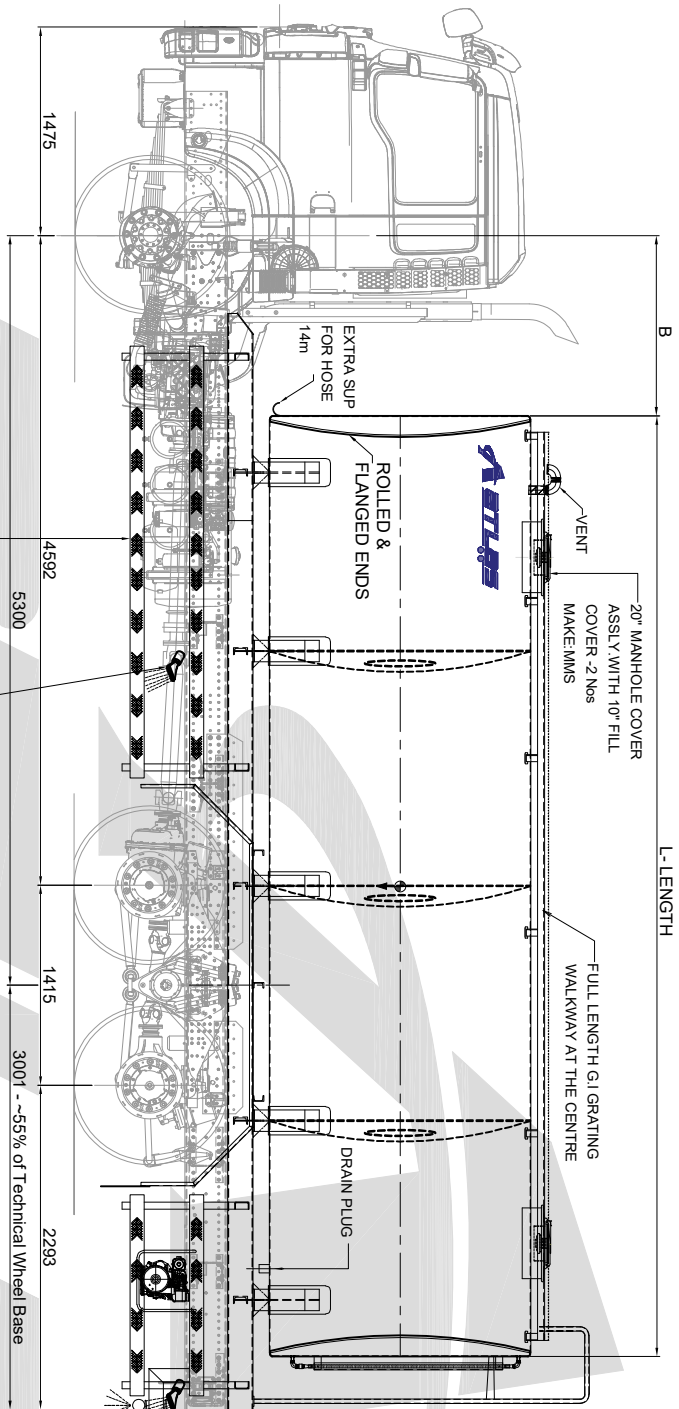 B
L- LENGTH
1475
EXTRA SUP
FOR HOSE
14m
ROLLED &
FLANGED ENDS
ATLAS
VENT
20" MANHOLE COVER
ASSLY.WITH 10" FILL
COVER -2 Nos
MAKE:MMS
FULL LENGTH G.I GRATING
WALKWAY AT THE CENTRE
DRAIN PLUG
4592
1415
2293
5300
3001 - ~55% of Technical Wheel Base